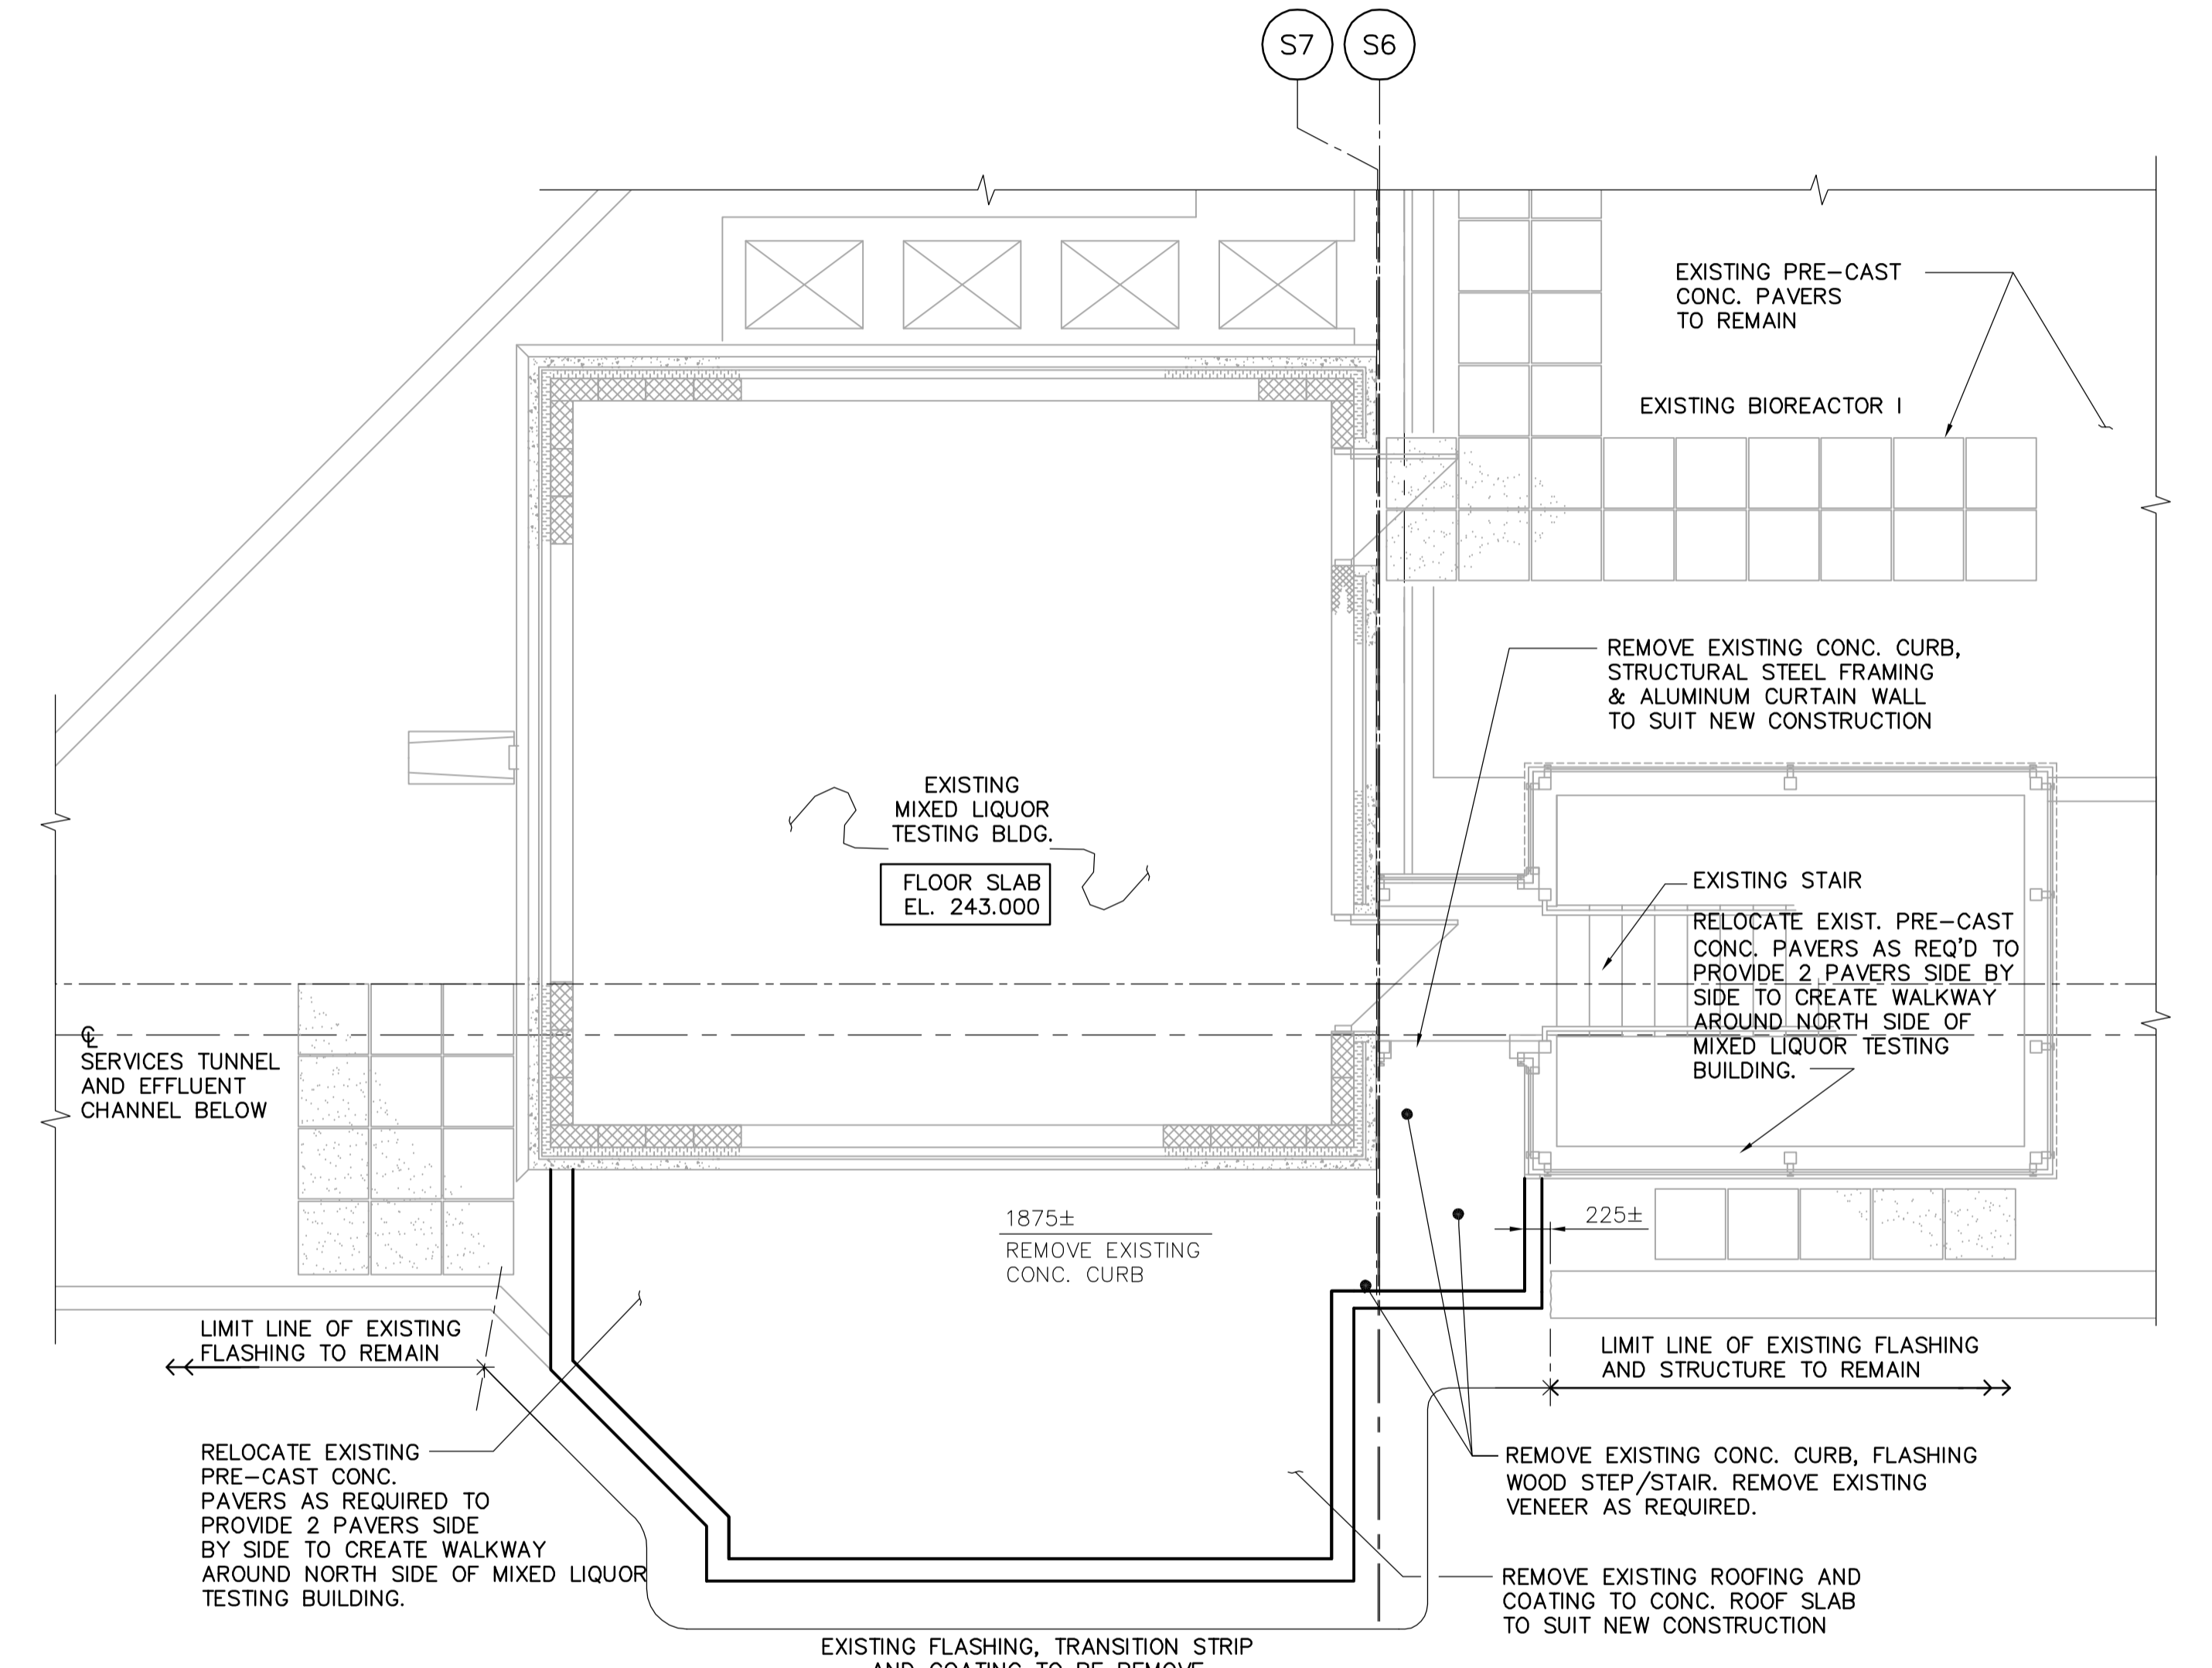 S7
S6
EXISTING PRE-CAST
CONC. PAVERS
TO REMAIN
EXISTING BIOREACTOR I
REMOVE EXISTING CONC. CURB,
STRUCTURAL STEEL FRAMING
& ALUMINUM CURTAIN WALL
TO SUIT NEW CONSTRUCTION
EXISTING
MIXED LIQUOR
TESTING BLDG.
FLOOR SLAB
EL. 243.000
EXISTING STAIR
RELOCATE EXIST. PRE-CAST
CONC. PAVERS AS REQ'D TO
PROVIDE 2 PAVERS SIDE BY
SIDE TO CREATE WALKWAY
AROUND NORTH SIDE OF
MIXED LIQUOR TESTING
BUILDING.
℄
SERVICES TUNNEL
AND EFFLUENT
CHANNEL BELOW
1875±
REMOVE EXISTING
CONC. CURB
225±
LIMIT LINE OF EXISTING
FLASHING TO REMAIN
LIMIT LINE OF EXISTING FLASHING
AND STRUCTURE TO REMAIN
RELOCATE EXISTING
PRE-CAST CONC.
PAVERS AS REQUIRED TO
PROVIDE 2 PAVERS SIDE
BY SIDE TO CREATE WALKWAY
AROUND NORTH SIDE OF MIXED LIQUOR
TESTING BUILDING.
REMOVE EXISTING CONC. CURB, FLASHING
WOOD STEP/STAIR. REMOVE EXISTING
VENEER AS REQUIRED.
REMOVE EXISTING ROOFING AND
COATING TO CONC. ROOF SLAB
TO SUIT NEW CONSTRUCTION
EXISTING FLASHING, TRANSITION STRIP
AND COATING TO BE REMOVE